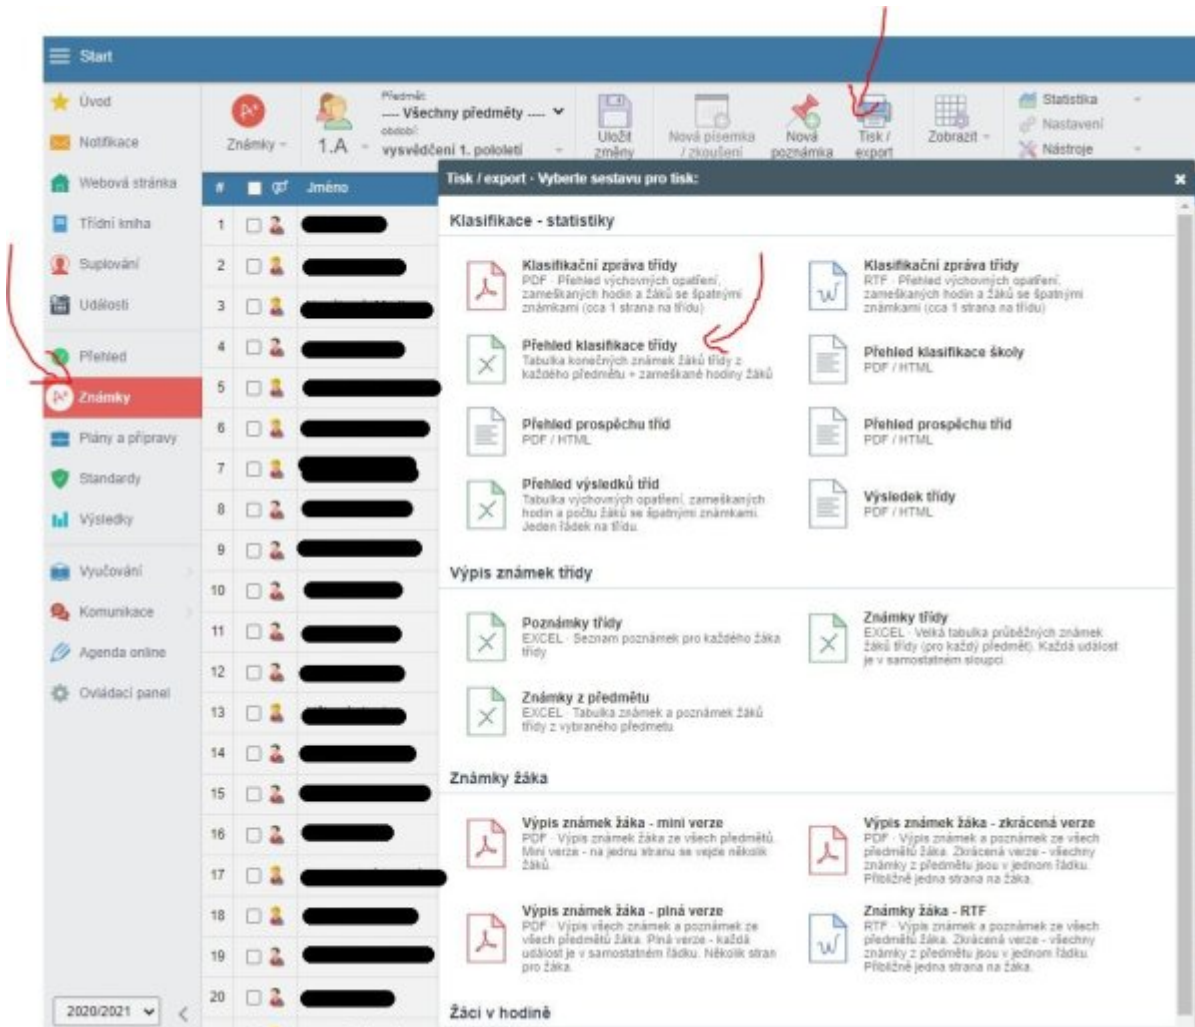 Start
Úvod
Notifikace
Webová stránka
Třídní kniha
Suplování
Události
Přehled
Známky
Plány a přípravy
Standardy
Výsledky
Vyučování
Komunikace
Agenda online
Ovládací panel
2020/2021
Známky
1.A
Předmět:
---- Všechny předměty ----
období:
vysvědčení 1. pololetí
Uložit
změny
Nová písemka
/ zkoušení
Nová
poznámka
Tisk /
export
Zobrazit
Statistika
Nastavení
Nástroje
# Jméno
1
2
3
4
5
6
7
8
9
10
11
12
13
14
15
16
17
18
19
20
Tisk / export - Vyberte sestavu pro tisk:
Klasifikace - statistiky
Klasifikační zpráva třídy
PDF · Přehled výchovných opatření,
zameškaných hodin a žáků se špatnými
známkami (cca 1 strana na třídu)
Klasifikační zpráva třídy
RTF · Přehled výchovných opatření,
zameškaných hodin a žáků se špatnými
známkami (cca 1 strana na třídu)
Přehled klasifikace třídy
Tabulka konečných známek žáků třídy z
každého předmětu + zameškané hodiny žáků
Přehled klasifikace školy
PDF / HTML
Přehled prospěchu tříd
PDF / HTML
Přehled prospěchu tříd
PDF / HTML
Přehled výsledků tříd
Tabulka výchovných opatření, zameškaných
hodin a počtu žáků se špatnými známkami.
Jeden řádek na třídu.
Výsledek třídy
PDF / HTML
Výpis známek třídy
Poznámky třídy
EXCEL · Seznam poznámek pro každého žáka
třídy
Známky třídy
EXCEL · Velká tabulka průběžných známek
žáků třídy (pro každý předmět). Každá událost
je v samostatném sloupci.
Známky z předmětu
EXCEL · Tabulka známek a poznámek žáků
třídy z vybraného předmetu
Známky žáka
Výpis známek žáka - mini verze
PDF · Výpis známek žáka ze všech předmětů.
Mini verze - na jednu stranu se vejde několik
žáků.
Výpis známek žáka - zkrácená verze
PDF · Výpis známek a poznámek ze všech
předmětů žáka. Zkrácená verze - všechny
známky z předmětu jsou v jednom řádku.
Přibližně jedna strana na žáka.
Výpis známek žáka - plná verze
PDF · Výpis všech známek a poznámek ze
všech předmětů žáka. Plná verze - každá
událost je v samostatném řádku. Několik stran
pro žáka.
Známky žáka - RTF
RTF · Výpis známek a poznámek ze všech
předmětů žáka. Zkrácená verze - všechny
známky z předmětu jsou v jednom řádku.
Přibližně jedna strana na žáka.
Žáci v hodině